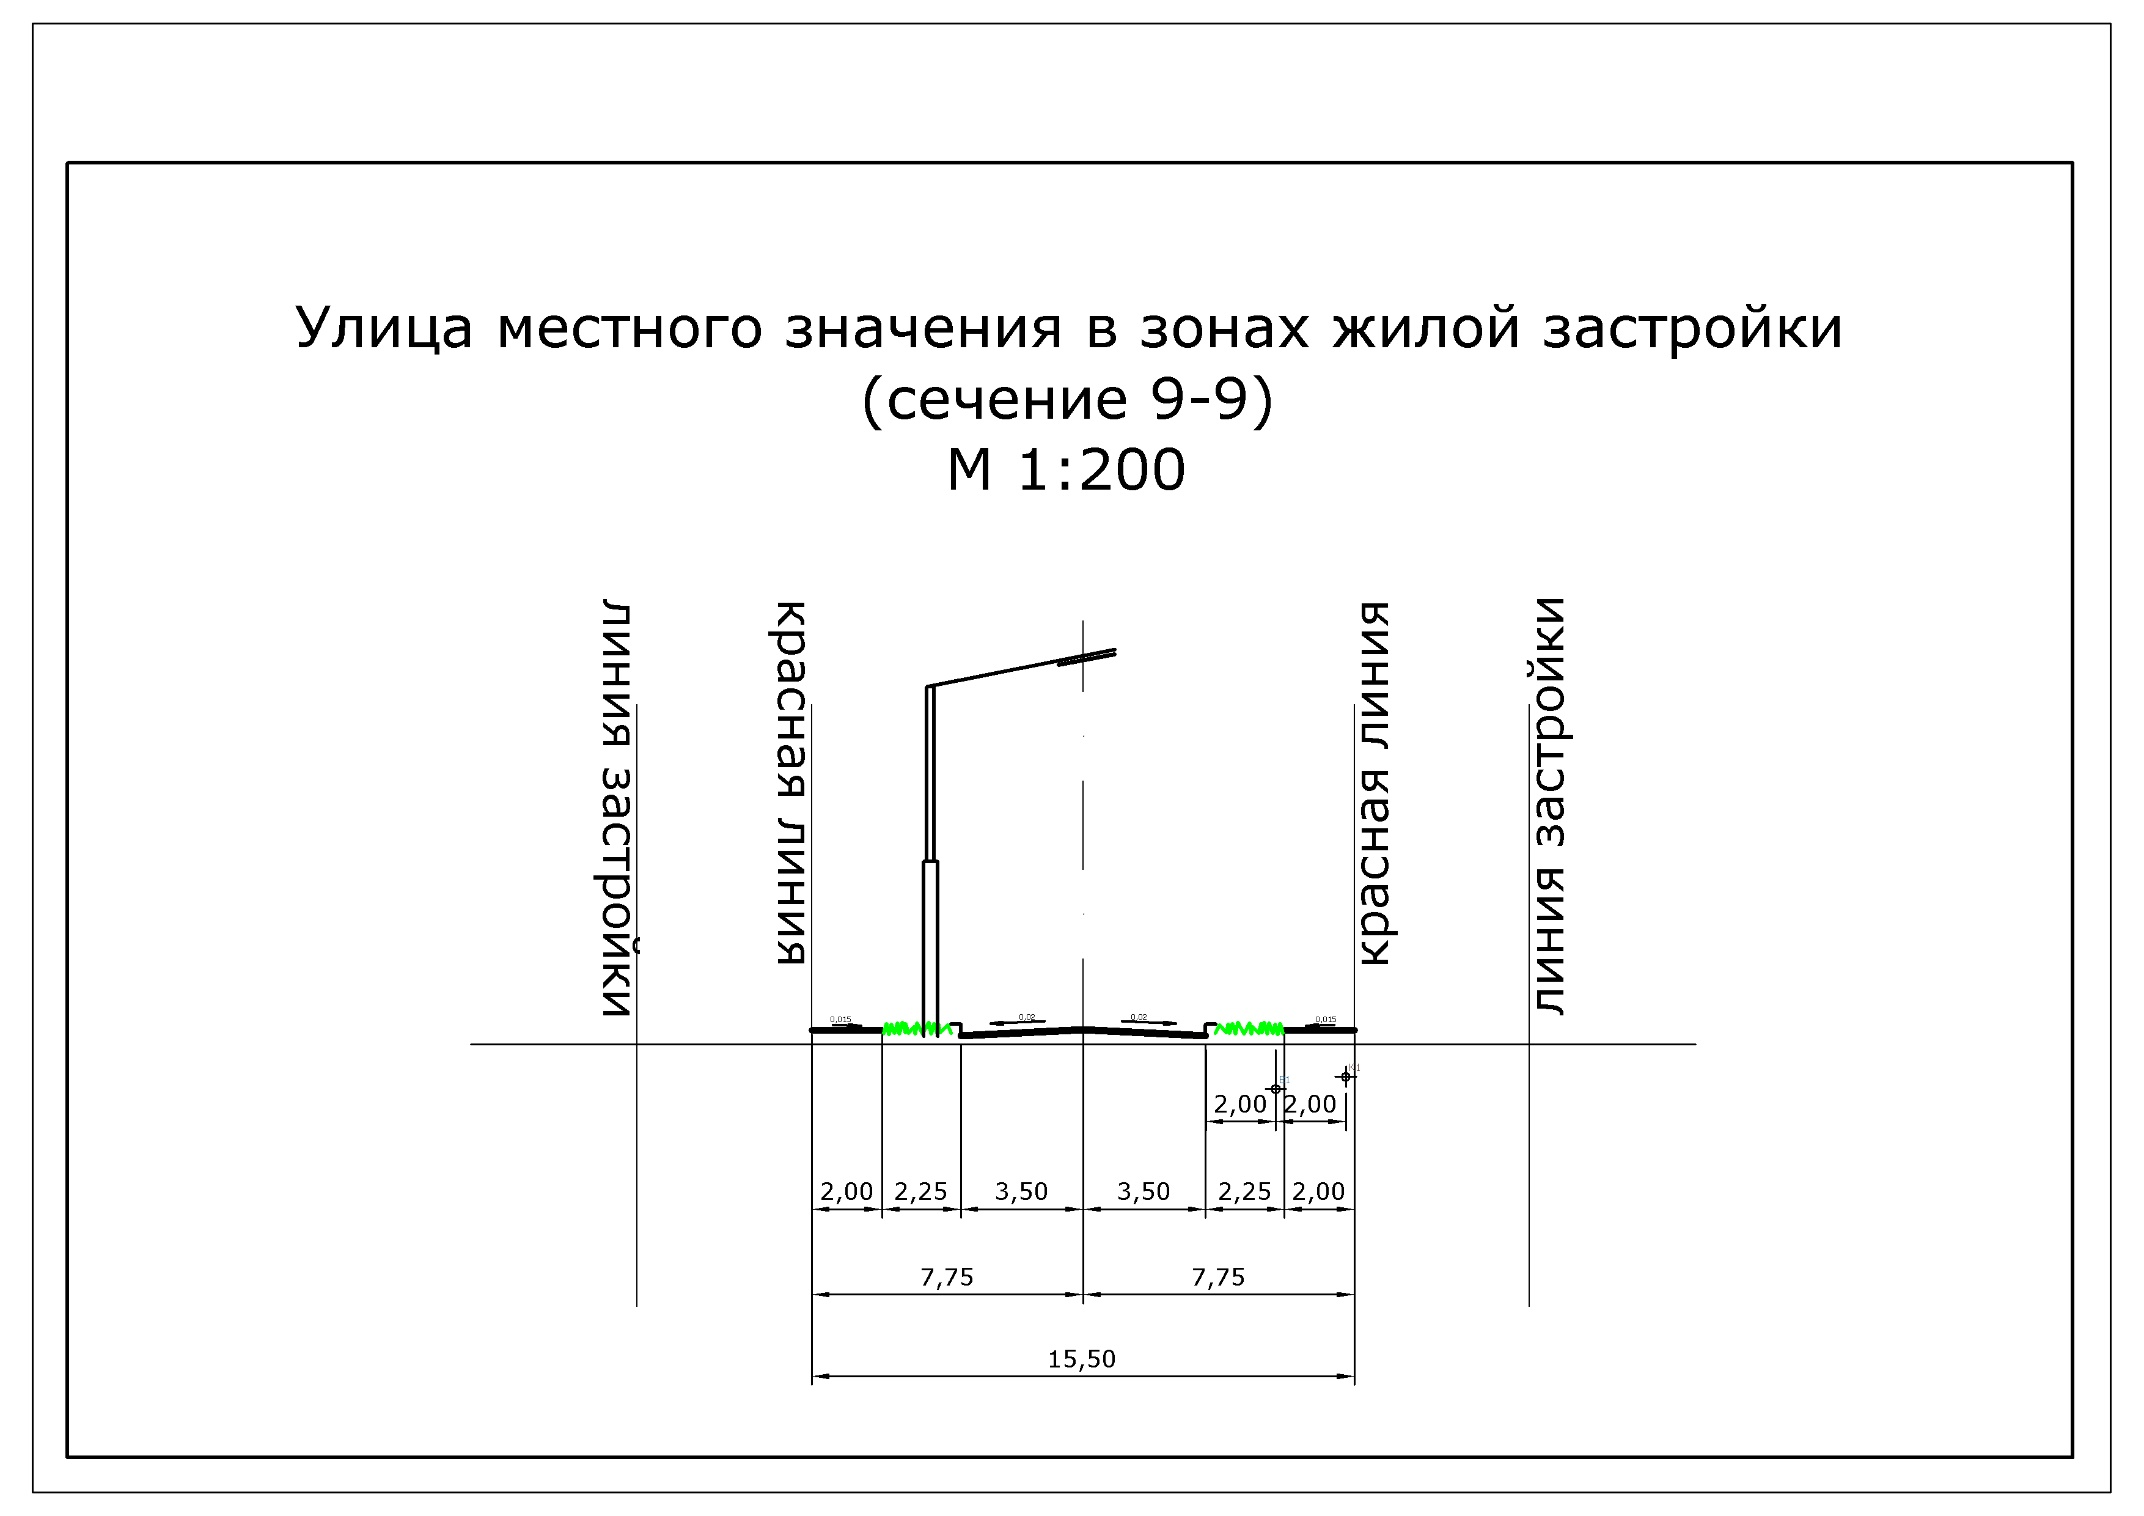 Улица местного значения в зонах жилой застройки
(сечение 9-9)
М 1:200
линия застройки
красная линия
красная линия
линия застройки
0,015
0,02
0,02
0,015
К1
В1
2,00 2,00
2,00 2,25 3,50 3,50 2,25 2,00
7,75 7,75
15,50